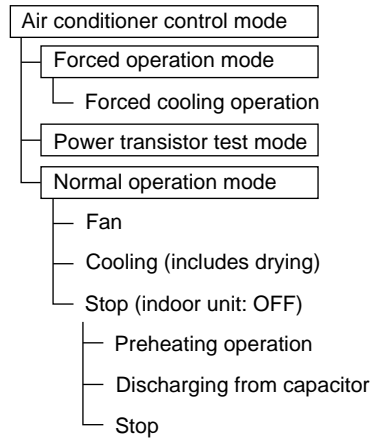 Air conditioner control mode
Forced operation mode
Forced cooling operation
Power transistor test mode
Normal operation mode
Fan
Cooling (includes drying)
Stop (indoor unit: OFF)
Preheating operation
Discharging from capacitor
Stop